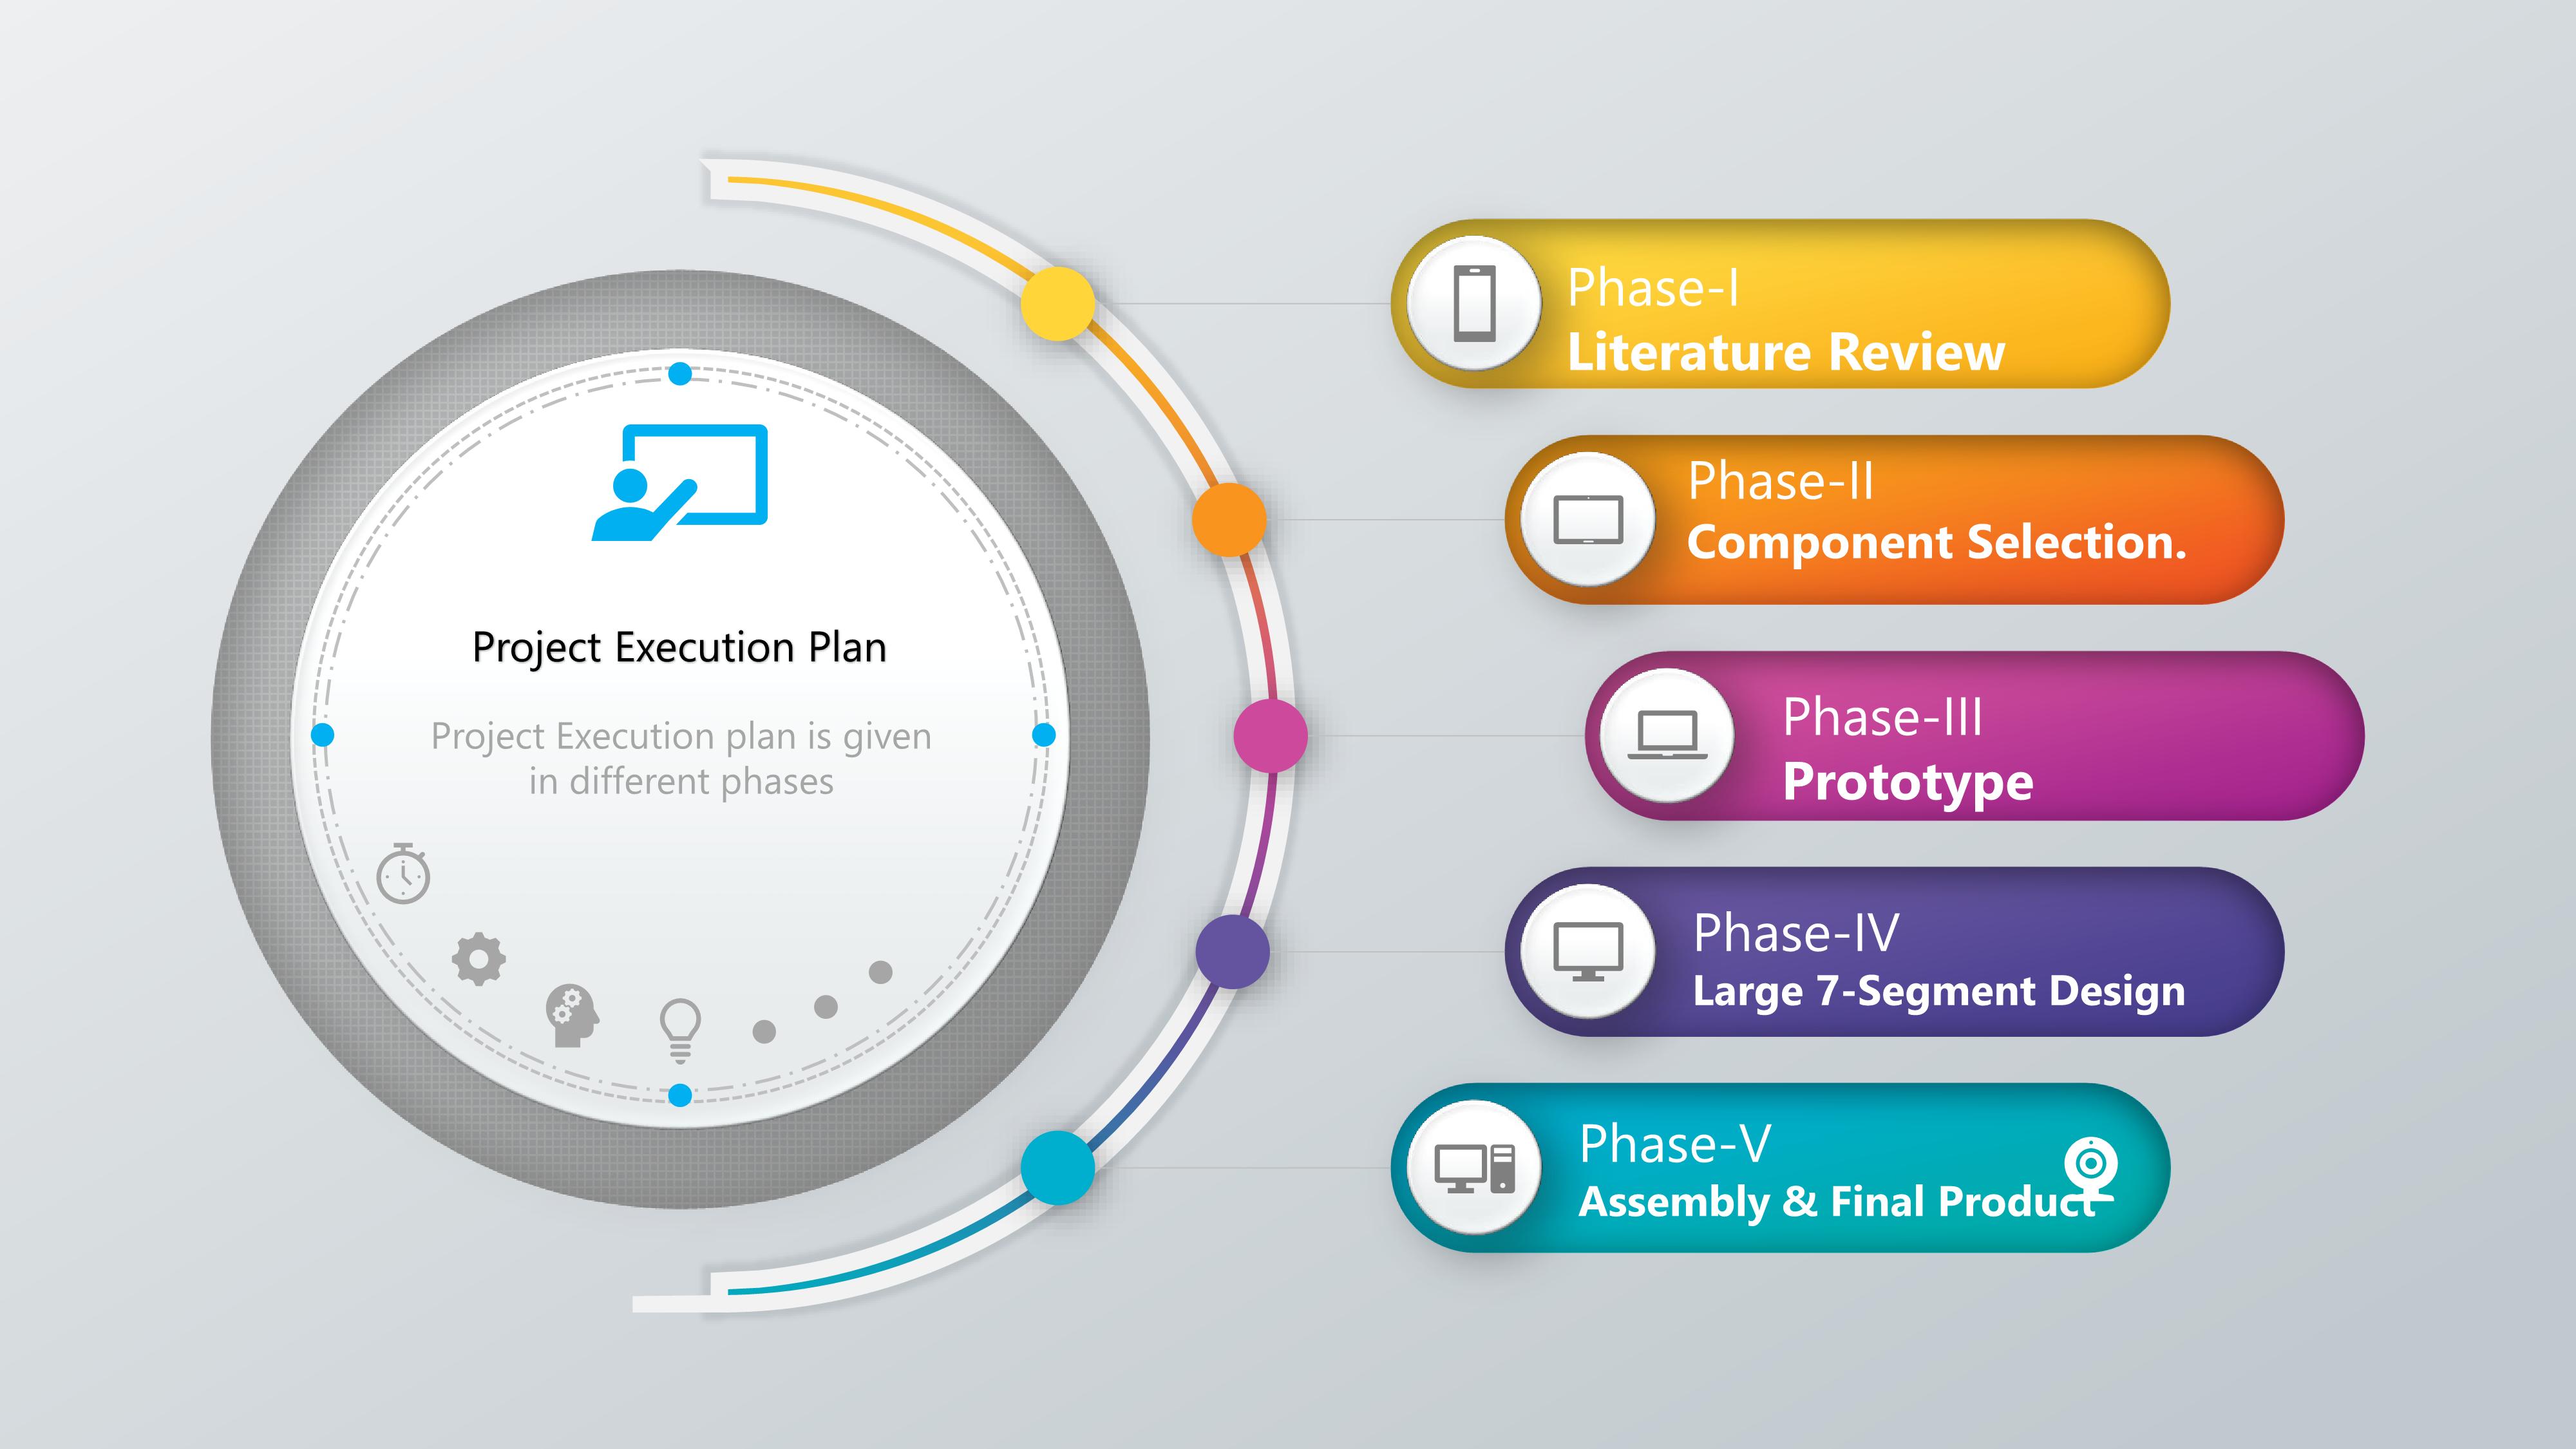 Project Execution Plan
Project Execution plan is given
in different phases
Phase-I
Literature Review
Phase-II
Component Selection.
Phase-III
Prototype
Phase-IV
Large 7-Segment Design
Phase-V
Assembly & Final Product